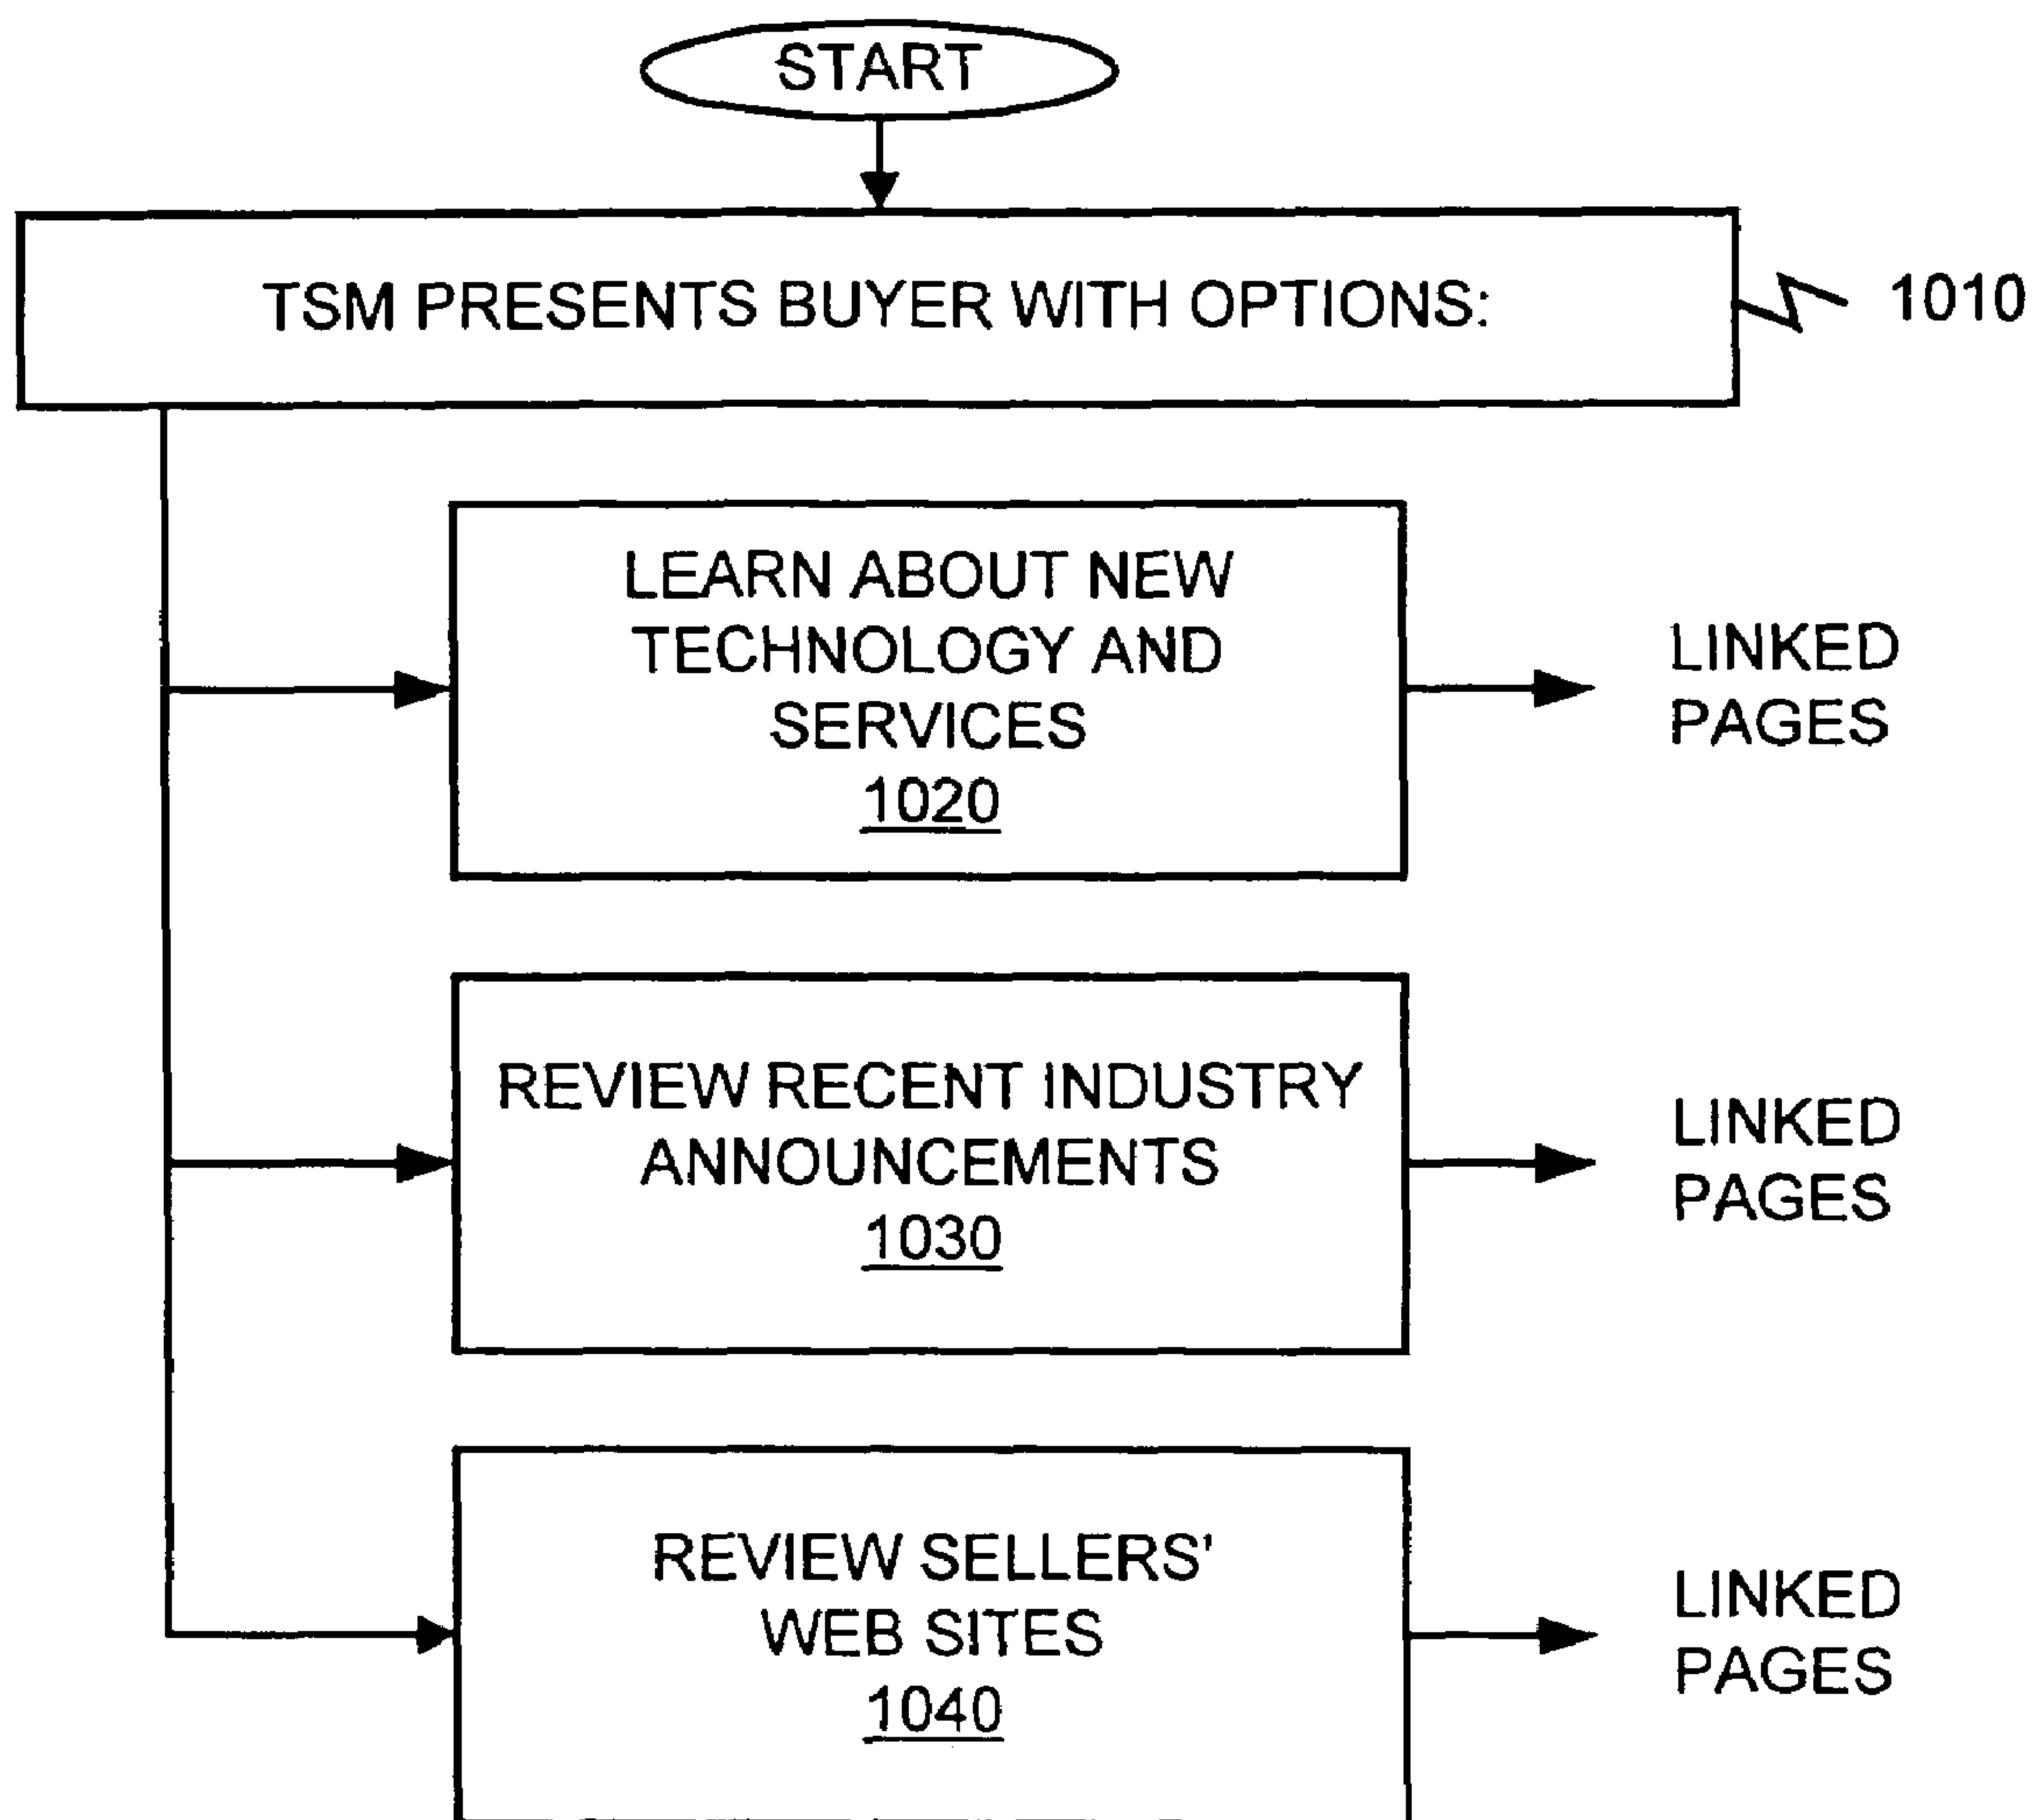 START
TSM PRESENTS BUYER WITH OPTIONS:
1010
LEARN ABOUT NEW
TECHNOLOGY AND
SERVICES
1020
LINKED
PAGES
REVIEW RECENT INDUSTRY
ANNOUNCEMENTS
1030
LINKED
PAGES
REVIEW SELLERS'
WEB SITES
1040
LINKED
PAGES